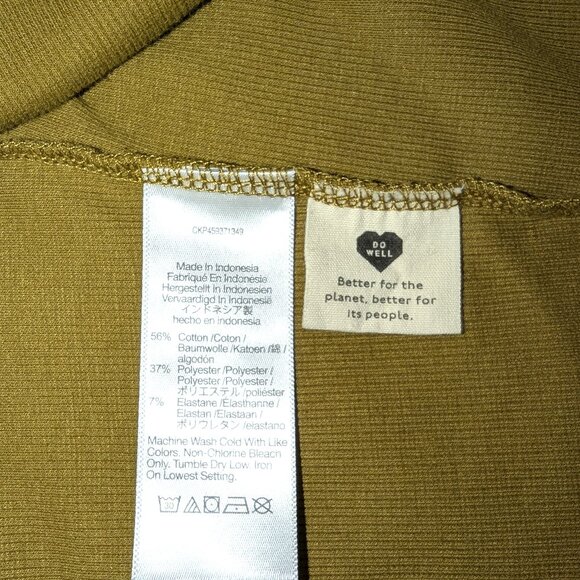 CKP459371349
Made In Indonesia
Fabriqué En Indonésie
Hergestellt In Indonesien
Vervaardigd In Indonesië
インドネシア製
hecho en indonesia
56% Cotton /Coton/
Baumwolle /Katoen /錦/
algodón
37% Polyester /Polyester/
Polyester /Polyester/
ポリエステル /poliéster
7% Elastane /Élasthanne/
Elastan /Elastaan/
ポリウレタン /elastano
Machine Wash Cold With Like
Colors. Non-Chlorine Bleach
Only. Tumble Dry Low. Iron
On Lowest Setting.
DO
WELL
Better for the
planet, better for
its people.